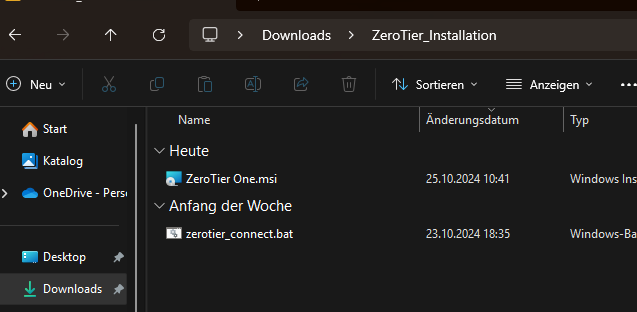 Downloads > ZeroTier_Installation
Neu Sortieren Anzeigen ...
Name Änderungsdatum Typ
Start
Heute
Katalog
ZeroTier One.msi 25.10.2024 10:41 Windows Ins
OneDrive - Perso
Anfang der Woche
zerotier_connect.bat 23.10.2024 18:35 Windows-Ba
Desktop
Downloads